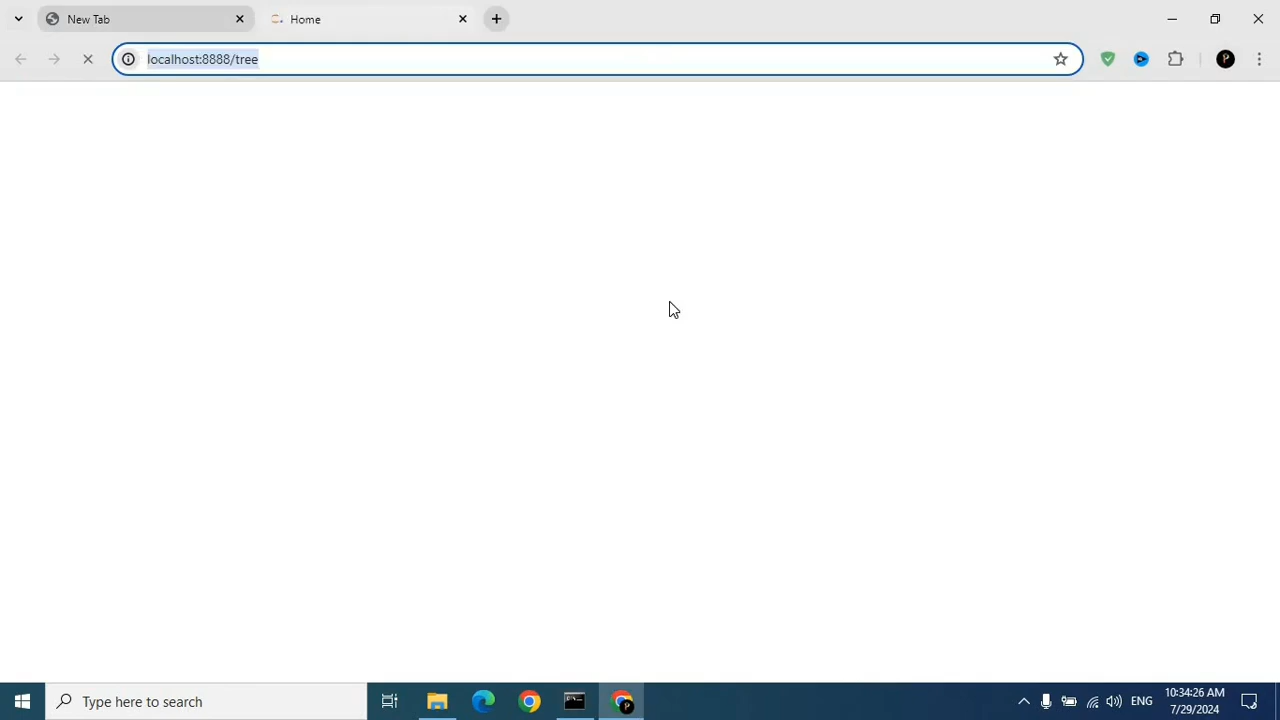 New Tab
Home
localhost:8888/tree
P
Type here to search
P
ENG
10:34:26 AM
7/29/2024